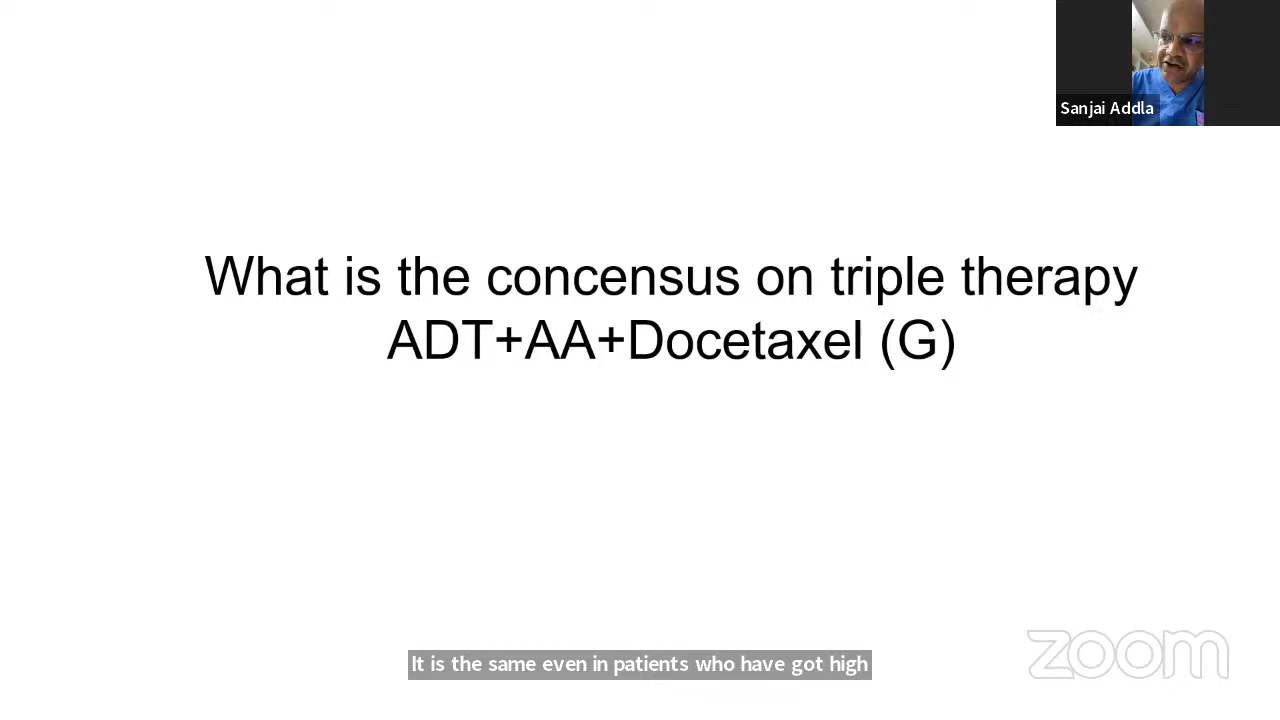 Sanjai Addla
What is the concensus on triple therapy
ADT+AA+Docetaxel (G)
It is the same even in patients who have got high
zoom